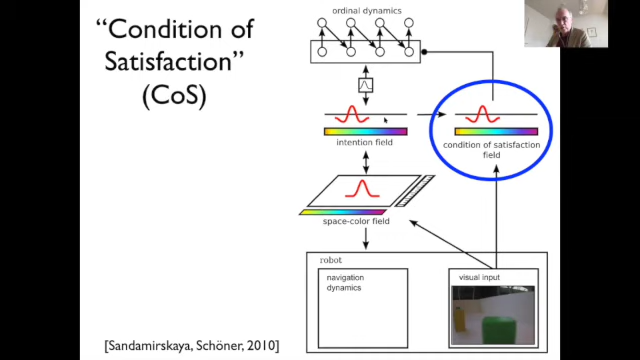 “Condition of
Satisfaction”
(CoS)
ordinal dynamics
intention field
condition of satisfaction
field
space-color field
robot
navigation
dynamics
visual input
[Sandamirskaya, Schöner, 2010]